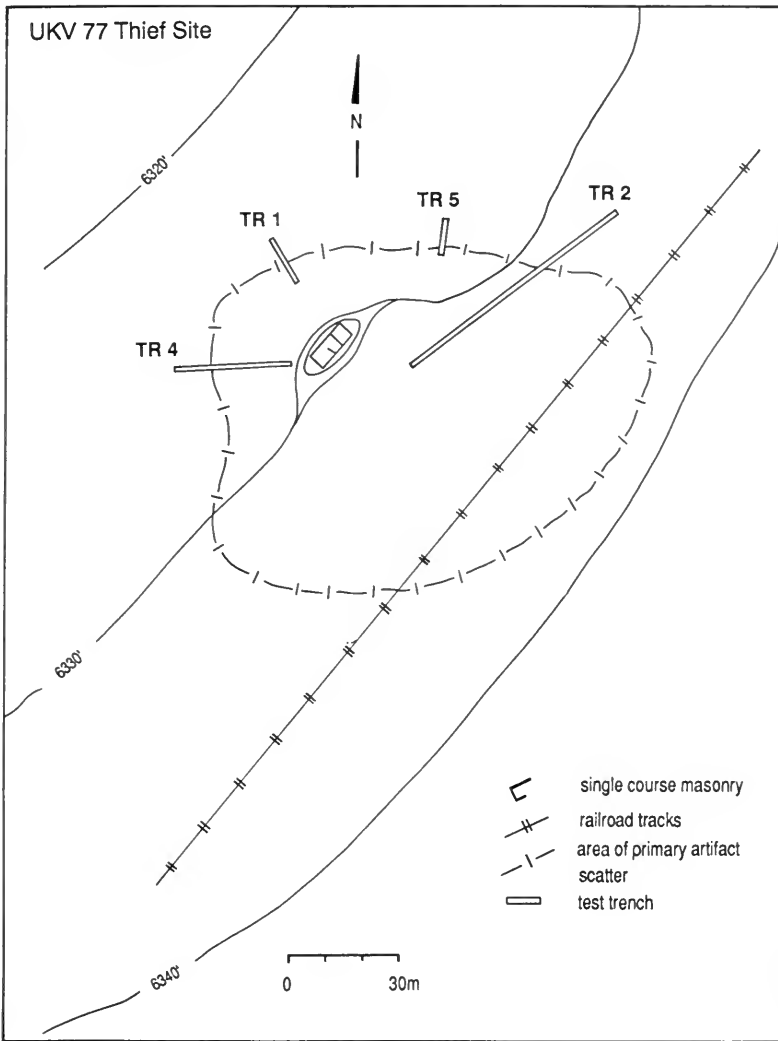 UKV 77 Thief Site
N
6320'
TR 1
TR 5
TR 2
TR 4
6330'
single course masonry
railroad tracks
area of primary artifact
scatter
test trench
6340'
0 30m